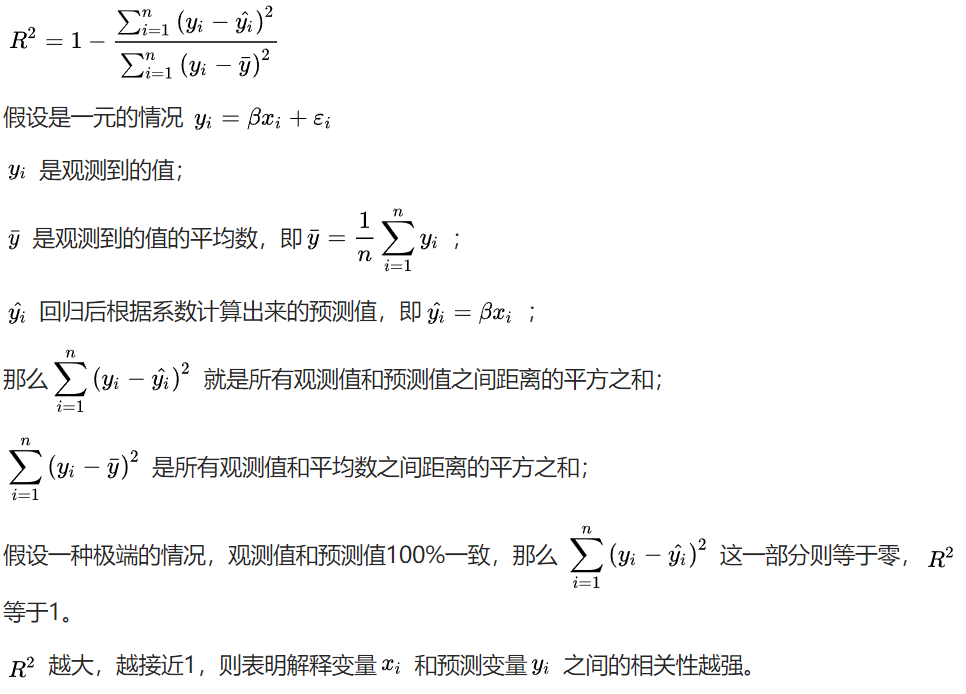 R² = 1 − \frac{\sum_{i=1}^{n} (y_i − \hat{y_i})^2}{\sum_{i=1}^{n} (y_i − \bar{y})^2}
假设是一元的情况 y_i = βx_i + ε_i
y_i 是观测到的值；
\bar{y} 是观测到的值的平均数，即 \bar{y} = \frac{1}{n} \sum_{i=1}^{n} y_i ；
\hat{y_i} 回归后根据系数计算出来的预测值，即 \hat{y_i} = βx_i ；
那么 \sum_{i=1}^{n} (y_i − \hat{y_i})^2 就是所有观测值和预测值之间距离的平方之和；
\sum_{i=1}^{n} (y_i − \bar{y})^2 是所有观测值和平均数之间距离的平方之和；
假设一种极端的情况，观测值和预测值100%一致，那么 \sum_{i=1}^{n} (y_i − \hat{y_i})^2 这一部分则等于零， R²
等于1。
R² 越大，越接近1，则表明解释变量 x_i 和预测变量 y_i 之间的相关性越强。